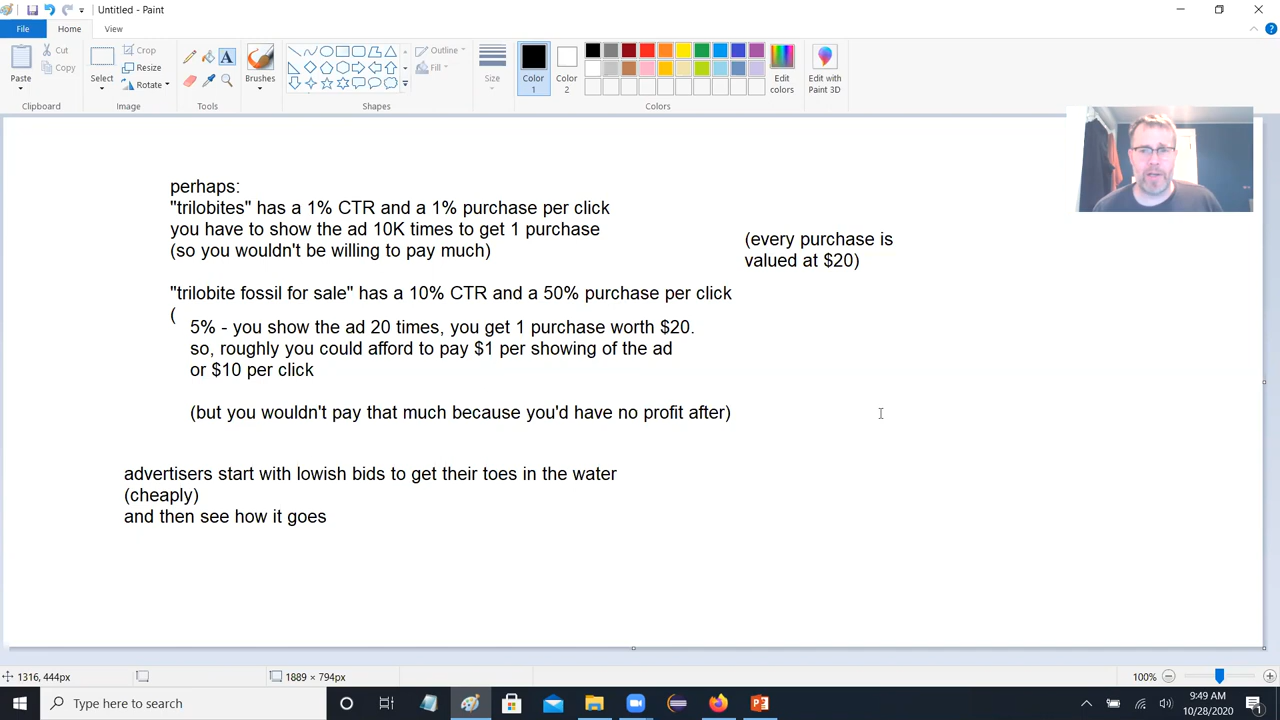 Untitled - Paint
File
Home
View
Paste
Cut
Copy
Clipboard
Select
Crop
Resize
Rotate
Image
Tools
Brushes
Shapes
Outline
Fill
Size
Color
1
Color
2
Edit
colors
Edit with
Paint 3D
Colors
perhaps:
"trilobites" has a 1% CTR and a 1% purchase per click
you have to show the ad 10K times to get 1 purchase
(so you wouldn't be willing to pay much)
(every purchase is
valued at $20)
"trilobite fossil for sale" has a 10% CTR and a 50% purchase per click
(
5% - you show the ad 20 times, you get 1 purchase worth $20.
so, roughly you could afford to pay $1 per showing of the ad
or $10 per click
(but you wouldn't pay that much because you'd have no profit after)
advertisers start with lowish bids to get their toes in the water
(cheaply)
and then see how it goes
1316, 444px
1889 × 794px
100%
Type here to search
9:49 AM
10/28/2020
1